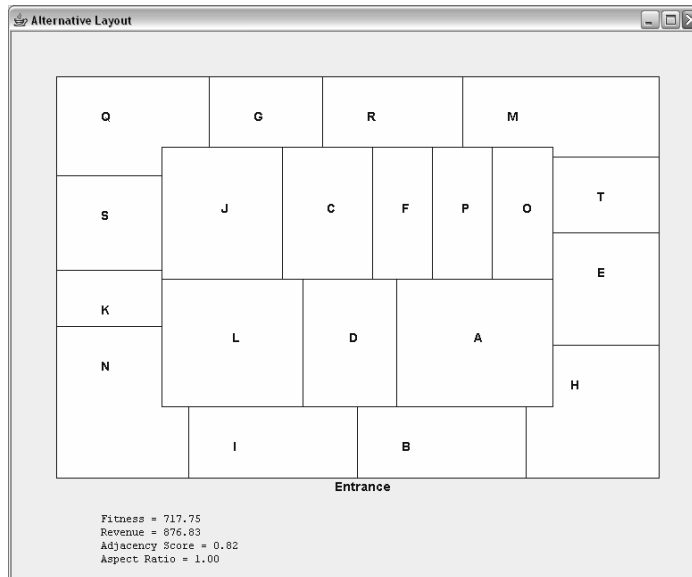 Alternative Layout
Q G R M
J C F P O T
S
E
K L D A
N H
I B
Entrance
Fitness = 717.75
Revenue = 876.83
Adjacency Score = 0.82
Aspect Ratio = 1.00